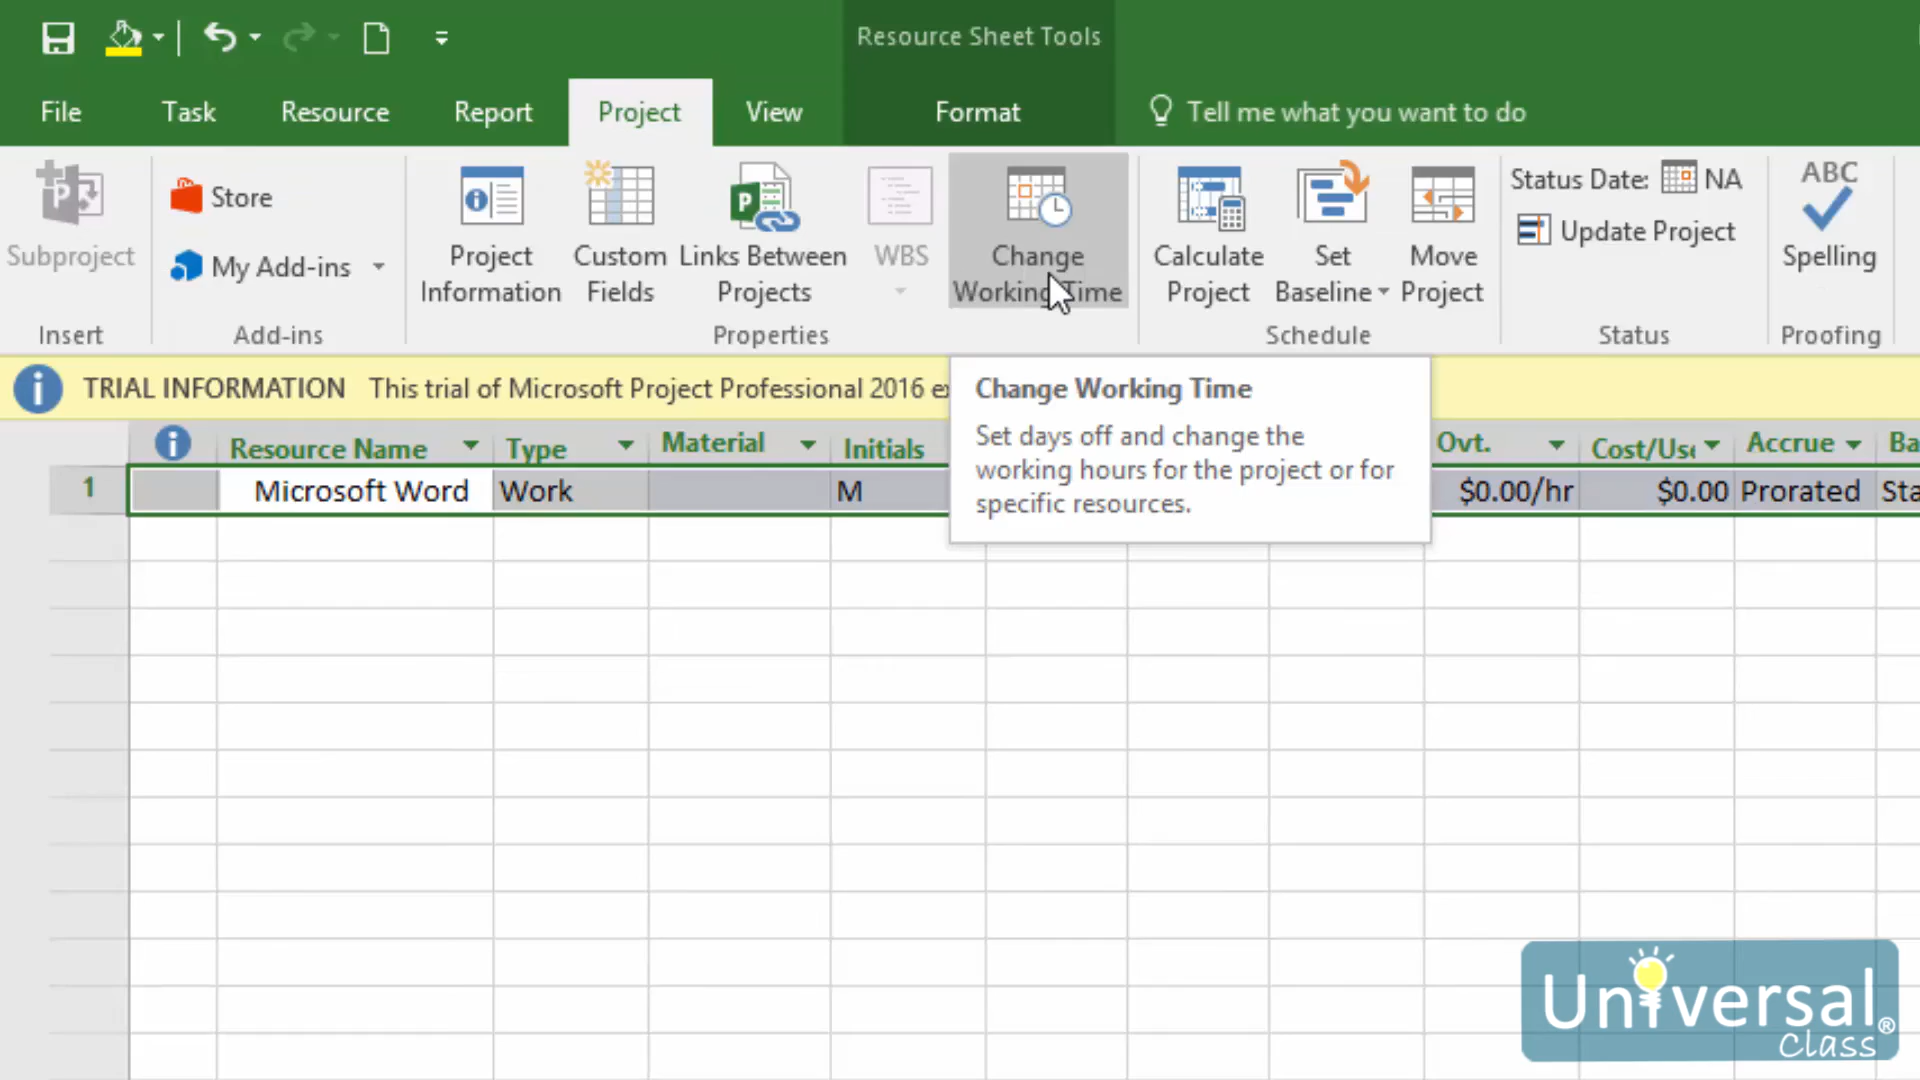 Resource Sheet Tools
File Task Resource Report Project View Format Tell me what you want to do
Subproject
Insert
Store
My Add-ins
Add-ins
Project
Information
Custom
Fields
Links Between
Projects
WBS
Change
Working Time
Properties
Calculate
Project
Set
Baseline
Move
Project
Schedule
Status Date: NA
Update Project
Status
ABC
Spelling
Proofing
TRIAL INFORMATION This trial of Microsoft Project Professional 2016 e
Change Working Time
Set days off and change the
working hours for the project or for
specific resources.
Resource Name Type Material Initials Ovt. Cost/Use Accrue Ba
1 Microsoft Word Work M $0.00/hr $0.00 Prorated Sta
Universal
Class®